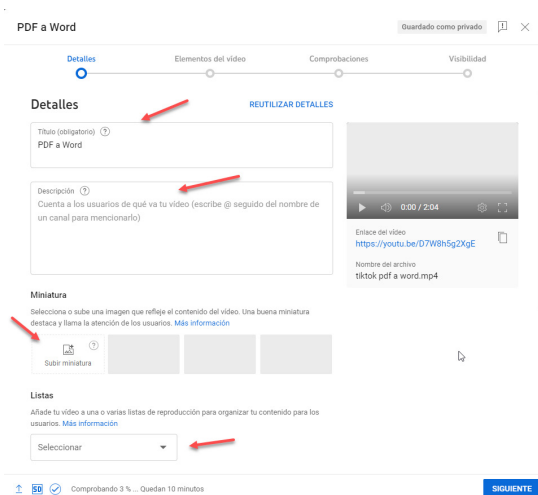 PDF a Word
Guardado como privado
Detalles
Elementos del vídeo
Comprobaciones
Visibilidad
Detalles
REUTILIZAR DETALLES
Título (obligatorio) ?
PDF a Word
Descripción ?
Cuenta a los usuarios de qué va tu vídeo (escribe @ seguido del nombre de
un canal para mencionarlo)
0:00 / 2:04
Enlace del vídeo
https://youtu.be/D7W8h5g2XgE
Nombre del archivo
tiktok pdf a word.mp4
Miniatura
Selecciona o sube una imagen que refleje el contenido del vídeo. Una buena miniatura
destaca y llama la atención de los usuarios. Más información
?
Subir miniatura
Listas
Añade tu vídeo a una o varias listas de reproducción para organizar tu contenido para los
usuarios. Más información
Seleccionar
SD
Comprobando 3 % ... Quedan 10 minutos
SIGUIENTE